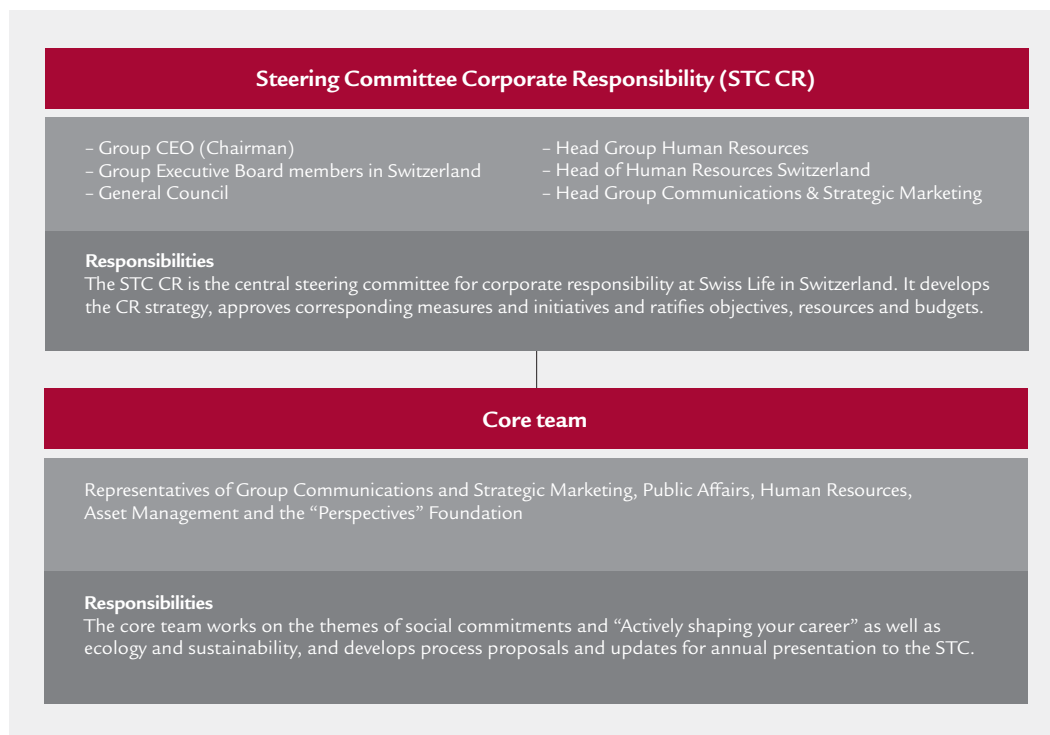 Steering Committee Corporate Responsibility (STC CR)
– Group CEO (Chairman)
– Group Executive Board members in Switzerland
– General Council
– Head Group Human Resources
– Head of Human Resources Switzerland
– Head Group Communications & Strategic Marketing
Responsibilities
The STC CR is the central steering committee for corporate responsibility at Swiss Life in Switzerland. It develops
the CR strategy, approves corresponding measures and initiatives and ratifies objectives, resources and budgets.
Core team
Representatives of Group Communications and Strategic Marketing, Public Affairs, Human Resources,
Asset Management and the “Perspectives” Foundation
Responsibilities
The core team works on the themes of social commitments and “Actively shaping your career” as well as
ecology and sustainability, and develops process proposals and updates for annual presentation to the STC.